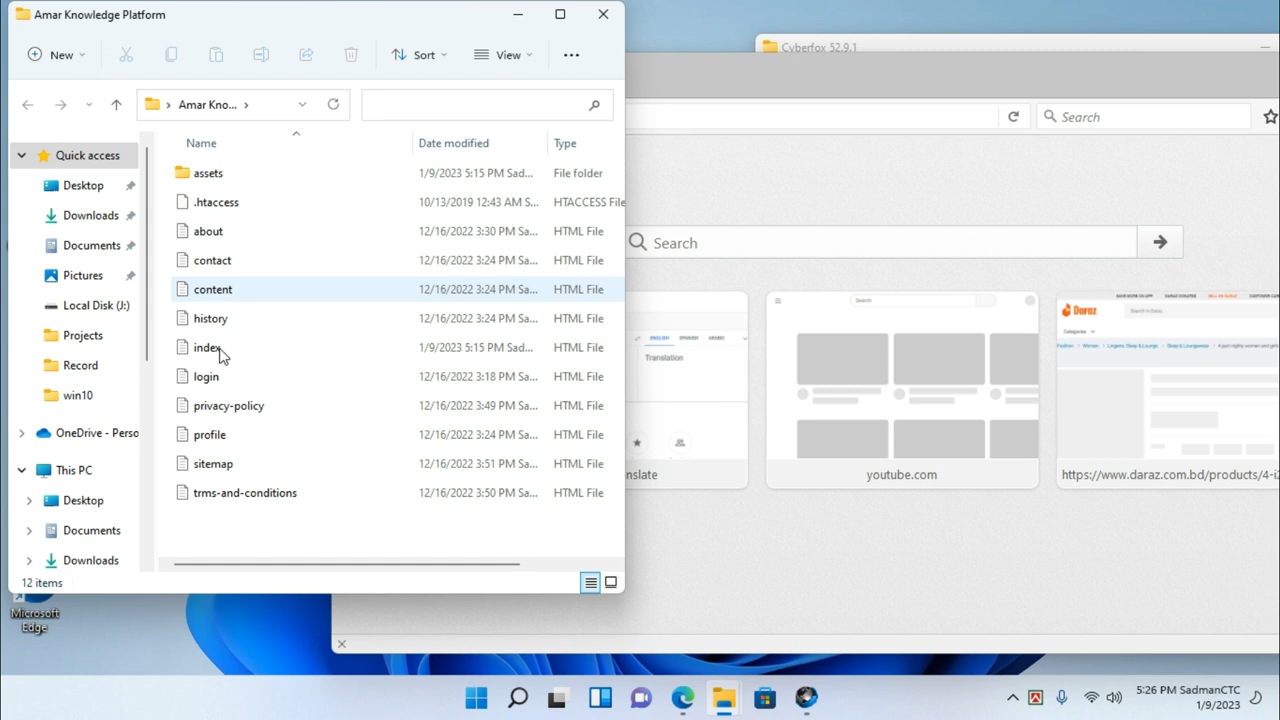 Amar Knowledge Platform
New
Sort
View
Amar Kno...
Name
Date modified
Type
Quick access
Desktop
Downloads
Documents
Pictures
Local Disk (J:)
Projects
Record
win10
OneDrive - Perso
This PC
Desktop
Documents
Downloads
assets 1/9/2023 5:15 PM Sad... File folder
.htaccess 10/13/2019 12:43 AM S... HTACCESS File
about 12/16/2022 3:30 PM Sa... HTML File
contact 12/16/2022 3:24 PM Sa... HTML File
content 12/16/2022 3:24 PM Sa... HTML File
history 12/16/2022 3:24 PM Sa... HTML File
index 1/9/2023 5:15 PM Sad... HTML File
login 12/16/2022 3:18 PM Sa... HTML File
privacy-policy 12/16/2022 3:49 PM Sa... HTML File
profile 12/16/2022 3:24 PM Sa... HTML File
sitemap 12/16/2022 3:51 PM Sa... HTML File
trms-and-conditions 12/16/2022 3:50 PM Sa... HTML File
12 items
Cyberfox 52.9.1
Search
Search
ENGLISH SPANISH ARABIC
Translation
nslate
Search
youtube.com
Daraz
Categories
https://www.daraz.com.bd/products/4-i
Microsoft
Edge
5:26 PM SadmanCTC
1/9/2023